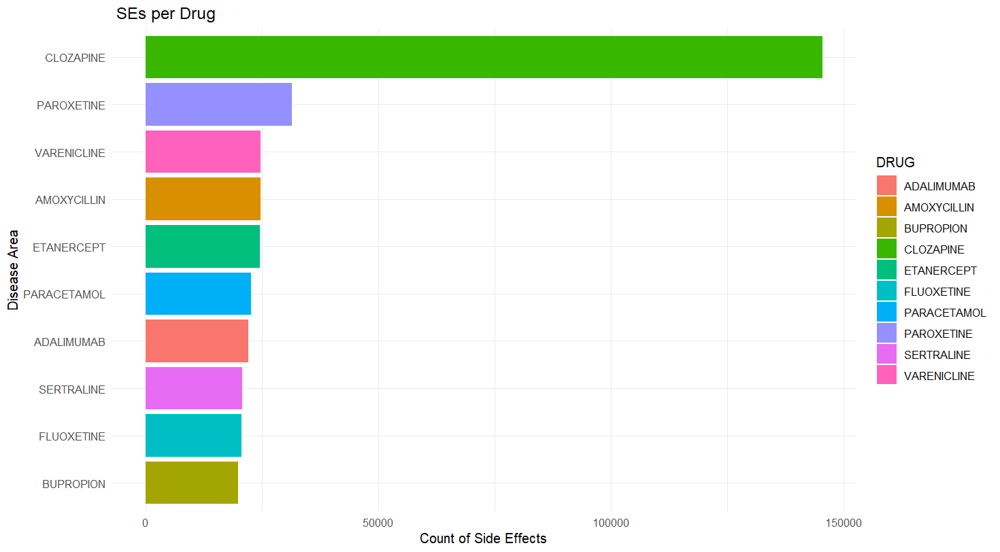 SEs per Drug
CLOZAPINE
PAROXETINE
VARENICLINE
AMOXYCILLIN
ETANERCEPT
PARACETAMOL
ADALIMUMAB
SERTRALINE
FLUOXETINE
BUPROPION
Disease Area
0 50000 100000 150000
Count of Side Effects
DRUG
ADALIMUMAB
AMOXYCILLIN
BUPROPION
CLOZAPINE
ETANERCEPT
FLUOXETINE
PARACETAMOL
PAROXETINE
SERTRALINE
VARENICLINE